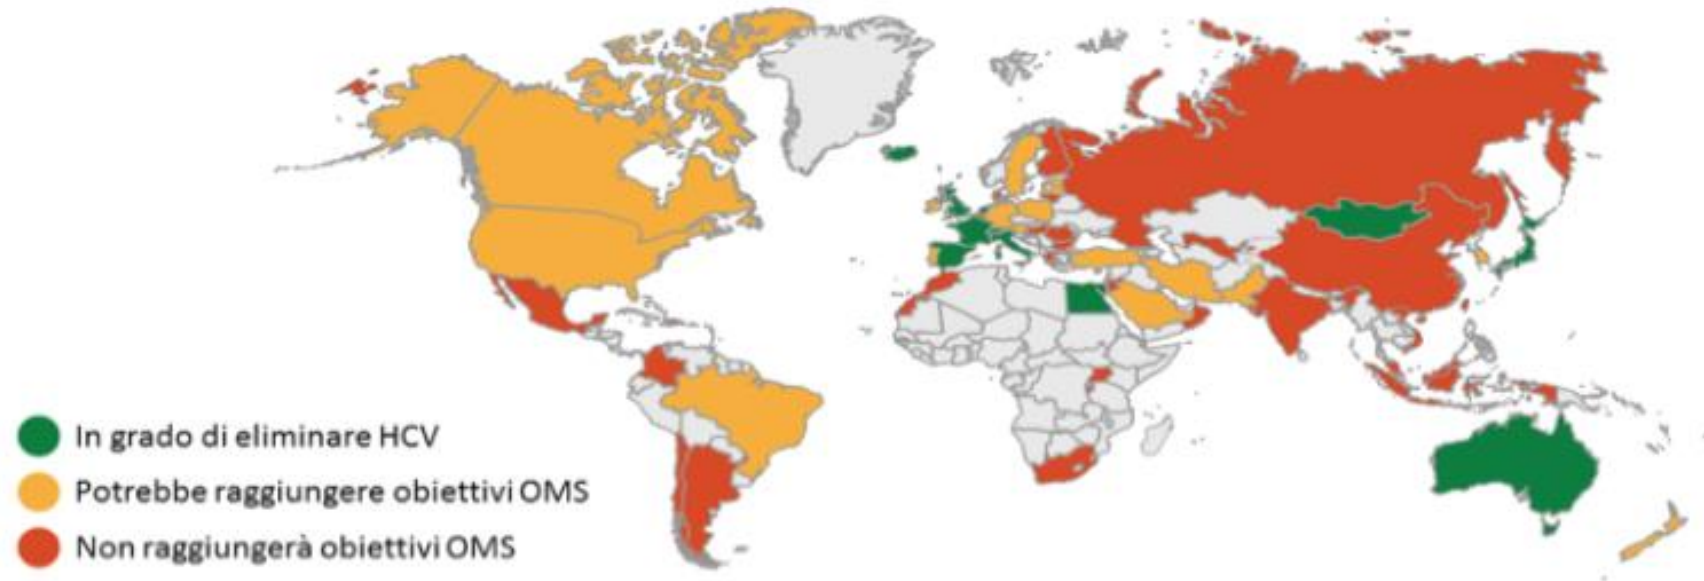 In grado di eliminare HCV
Potrebbe raggiungere obiettivi OMS
Non raggiungerà obiettivi OMS